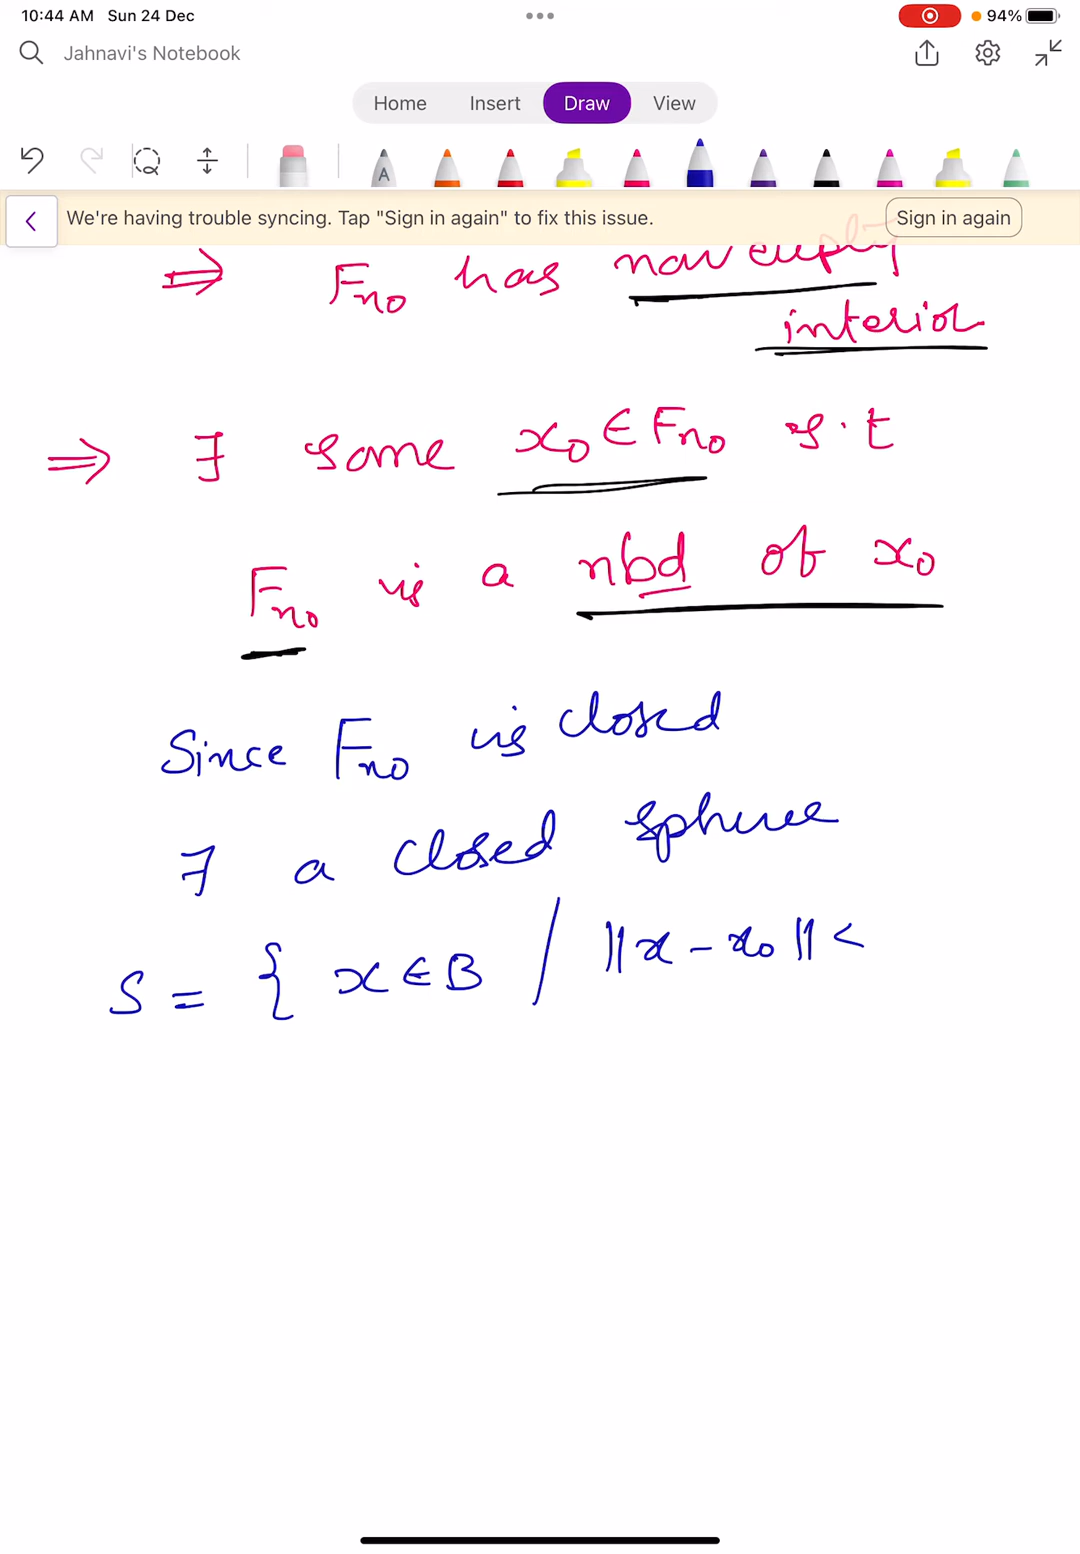 10:44 AM Sun 24 Dec
94%
Jahnavi's Notebook
Home Insert Draw View
A
We're having trouble syncing. Tap "Sign in again" to fix this issue. Sign in again
⇒ Fn₀ has non empty
interior
⇒ ∃ some x₀ ∈ Fn₀ s.t
Fn₀ is a nbd of x₀
Since Fn₀ is closed
∃ a closed sphere
S = { x ∈ B / ||x - x₀|| <